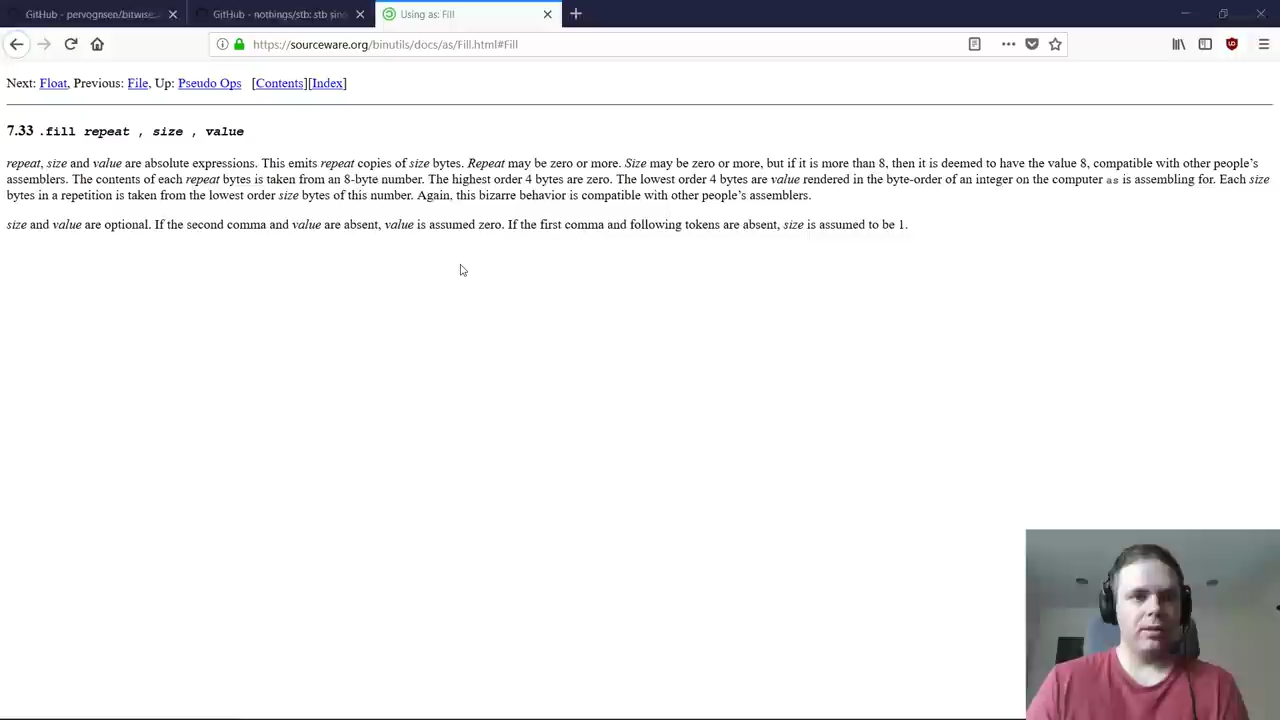 GitHub - pervognsen/bitwise: GitHub - nothings/stb: stb Using as: Fill
https://sourceware.org/binutils/docs/as/Fill.html#Fill
Next: Float, Previous: File, Up: Pseudo Ops [Contents][Index]
7.33 .fill repeat , size , value
repeat, size and value are absolute expressions. This emits repeat copies of size bytes. Repeat may be zero or more. Size may be zero or more, but if it is more than 8, then it is deemed to have the value 8, compatible with other people’s
assemblers. The contents of each repeat bytes is taken from an 8-byte number. The highest order 4 bytes are zero. The lowest order 4 bytes are value rendered in the byte-order of an integer on the computer as is assembling for. Each size
bytes in a repetition is taken from the lowest order size bytes of this number. Again, this bizarre behavior is compatible with other people’s assemblers.
size and value are optional. If the second comma and value are absent, value is assumed zero. If the first comma and following tokens are absent, size is assumed to be 1.